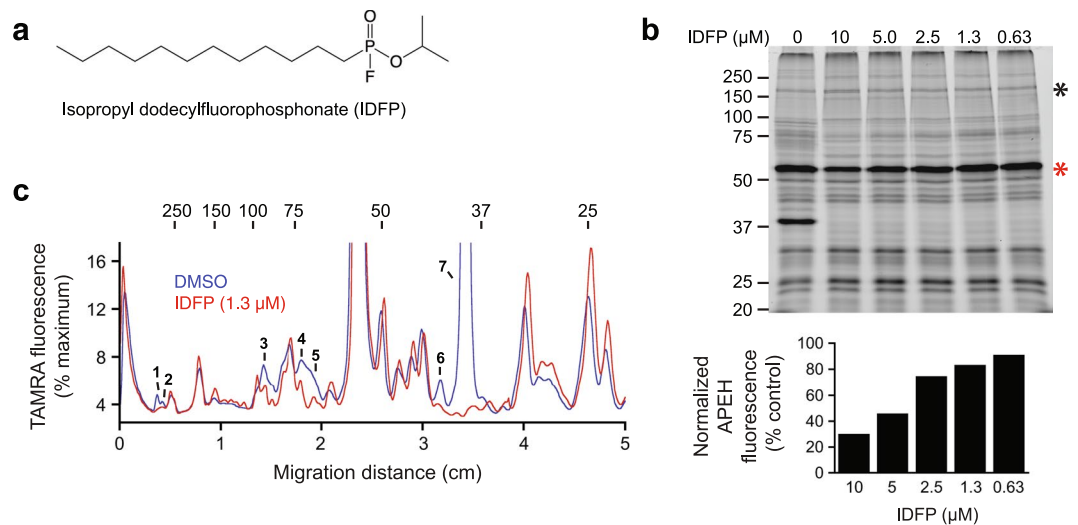 a
O
P
F
O
Isopropyl dodecylfluorophosphonate (IDFP)
b
IDFP (µM) 0 10 5.0 2.5 1.3 0.63
250
150
100
75
50
37
25
20
*
*
Normalized
APEH
fluorescence
(% control)
100
80
60
40
20
0
10 5 2.5 1.3 0.63
IDFP (µM)
c
250 150 100 75 50 37 25
TAMRA fluorescence
(% maximum)
16
12
8
4
DMSO
IDFP (1.3 µM)
1
2
3
4
5
6
7
0 1 2 3 4 5
Migration distance (cm)